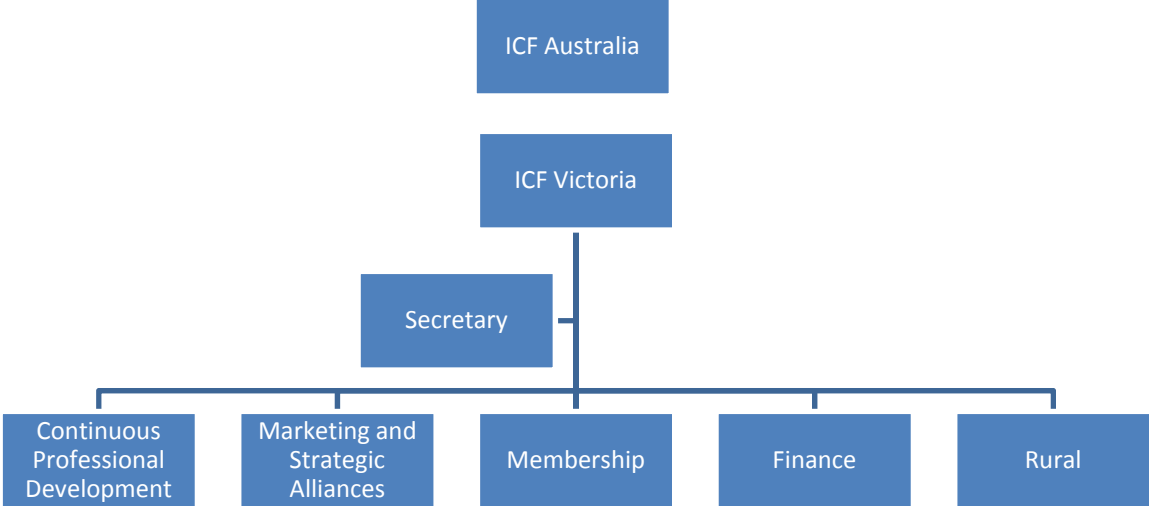 ICF Australia
ICF Victoria
Secretary
Continuous
Professional
Development
Marketing and
Strategic
Alliances
Membership
Finance
Rural